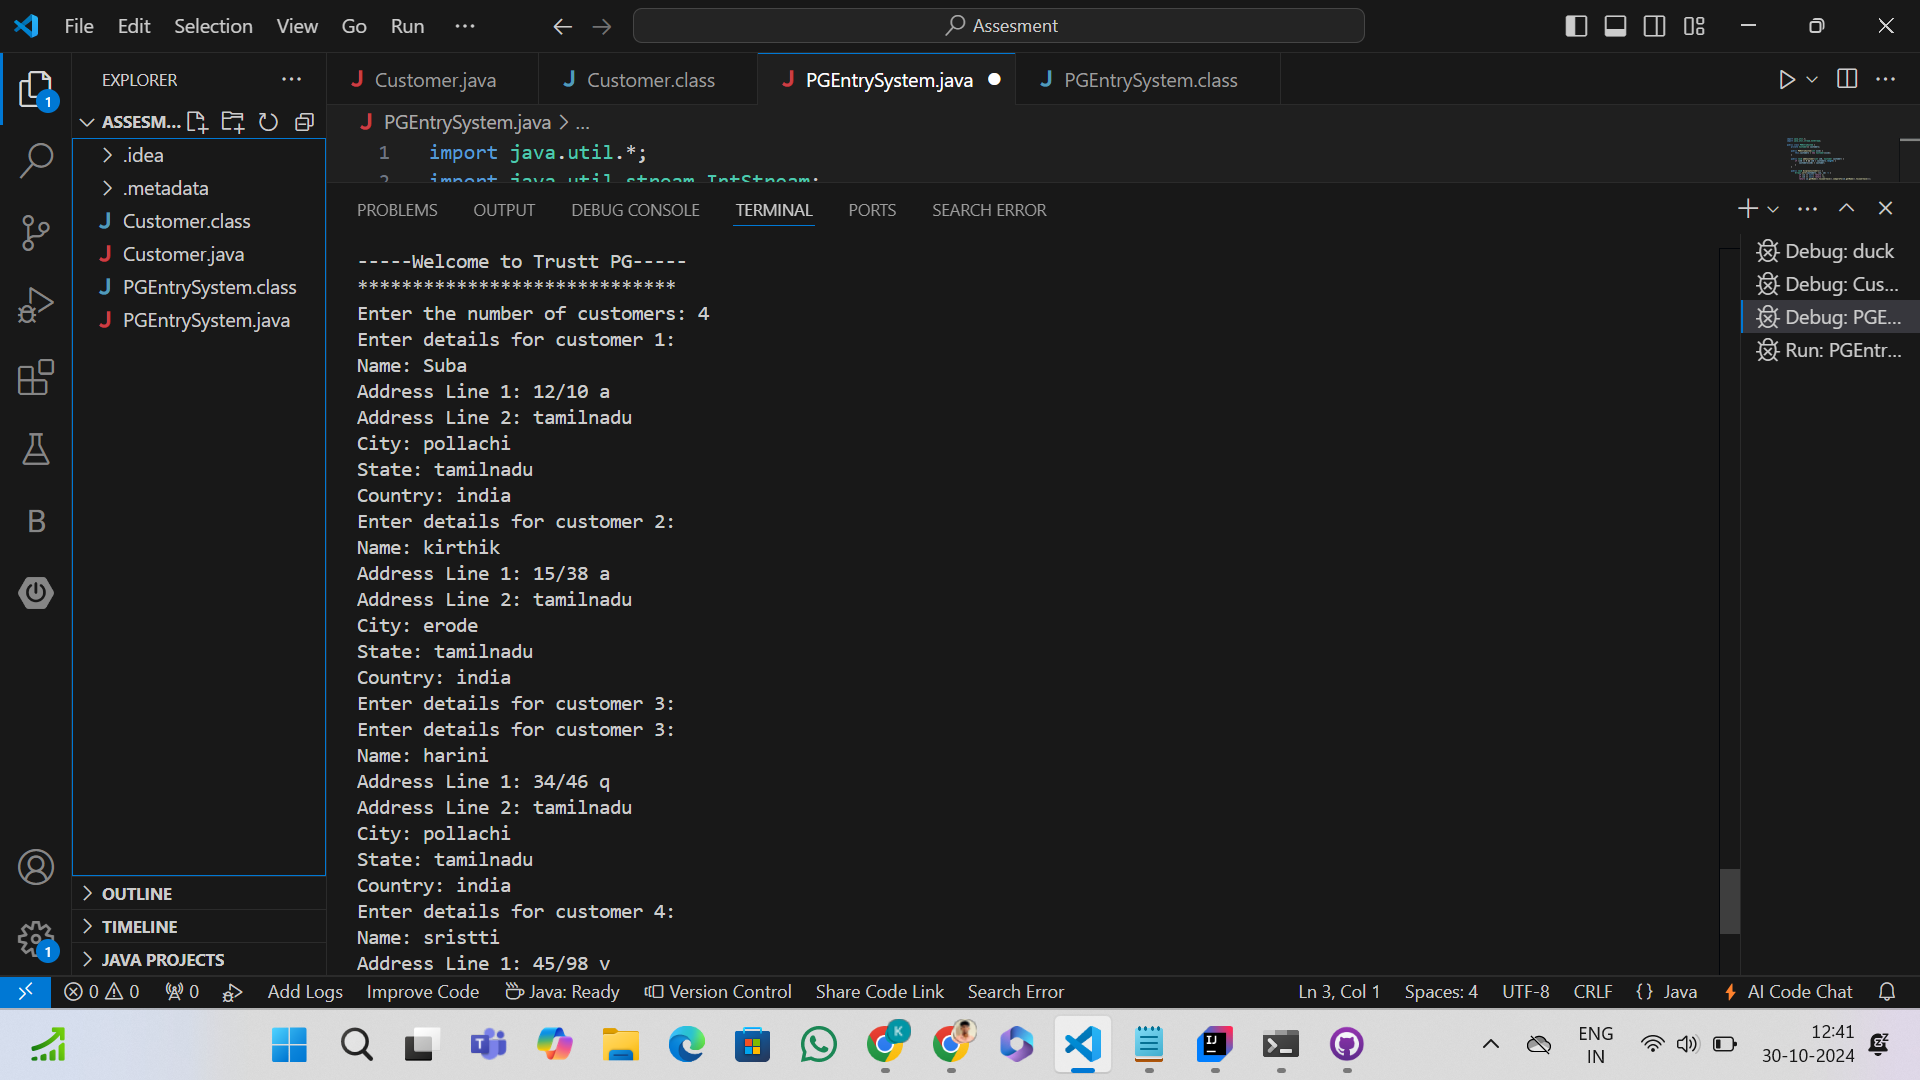 File Edit Selection View Go Run ...
Assesment
EXPLORER
Customer.java
Customer.class
PGEntrySystem.java
PGEntrySystem.class
ASSESM...
PGEntrySystem.java > ...
1 import java.util.*;
2 import java.util.stream.IntStream;
.idea
.metadata
Customer.class
Customer.java
PGEntrySystem.class
PGEntrySystem.java
PROBLEMS OUTPUT DEBUG CONSOLE TERMINAL PORTS SEARCH ERROR
-----Welcome to Trustt PG-----
*****************************
Enter the number of customers: 4
Enter details for customer 1:
Name: Suba
Address Line 1: 12/10 a
Address Line 2: tamilnadu
City: pollachi
State: tamilnadu
Country: india
Enter details for customer 2:
Name: kirthik
Address Line 1: 15/38 a
Address Line 2: tamilnadu
City: erode
State: tamilnadu
Country: india
Enter details for customer 3:
Enter details for customer 3:
Name: harini
Address Line 1: 34/46 q
Address Line 2: tamilnadu
City: pollachi
State: tamilnadu
Country: india
Enter details for customer 4:
Name: sristti
Address Line 1: 45/98 v
Debug: duck
Debug: Cus...
Debug: PGE...
Run: PGEntr...
B
1
1
OUTLINE
TIMELINE
JAVA PROJECTS
0 0 0 Add Logs Improve Code Java: Ready Version Control Share Code Link Search Error Ln 3, Col 1 Spaces: 4 UTF-8 CRLF {} Java AI Code Chat
K
IJ
ENG
IN
12:41
30-10-2024